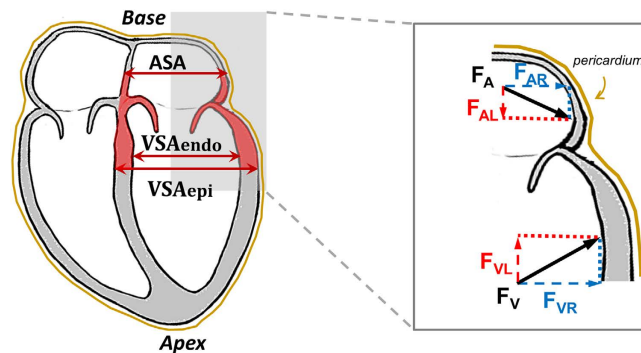 Base
ASA
VSAendo
VSAepi
Apex
pericardium
FA
FAR
FAL
FVL
FV
FVR